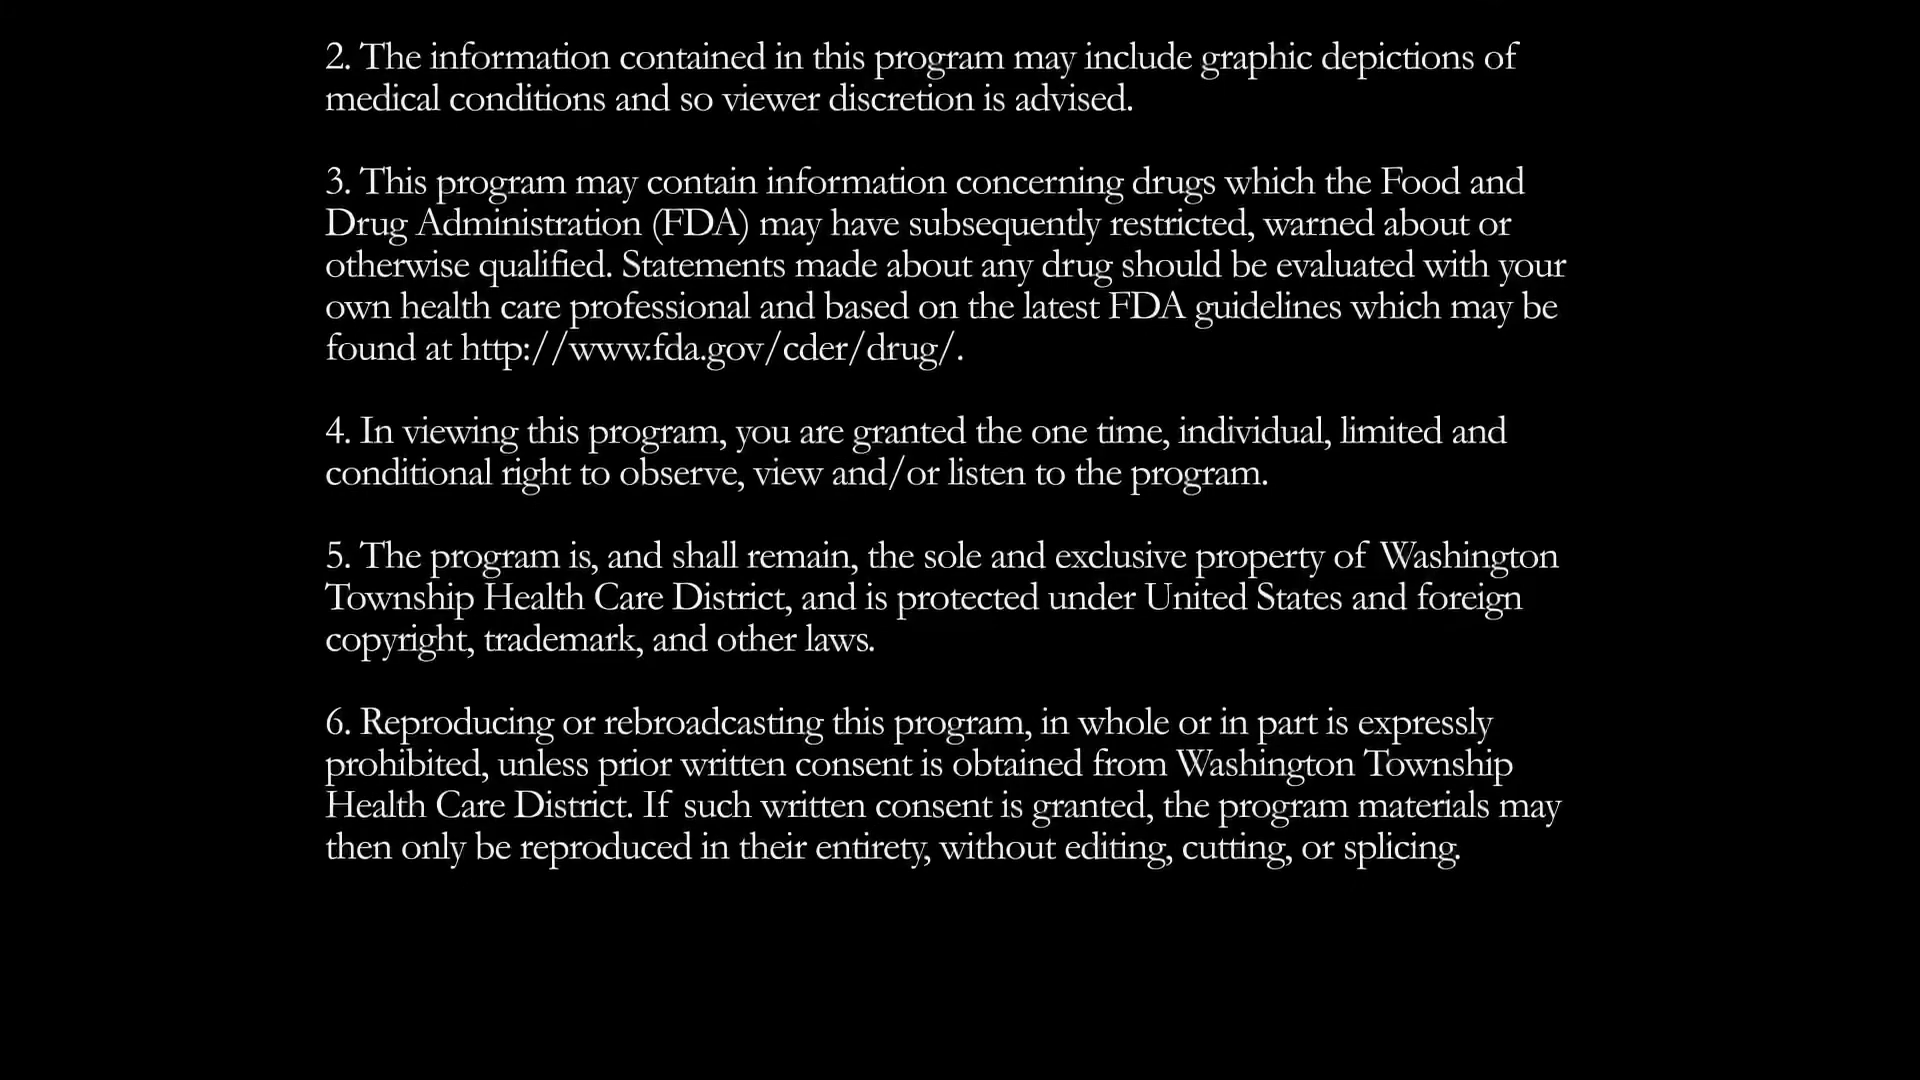 2. The information contained in this program may include graphic depictions of
medical conditions and so viewer discretion is advised.
3. This program may contain information concerning drugs which the Food and
Drug Administration (FDA) may have subsequently restricted, warned about or
otherwise qualified. Statements made about any drug should be evaluated with your
own health care professional and based on the latest FDA guidelines which may be
found at http://www.fda.gov/cder/drug/.
4. In viewing this program, you are granted the one time, individual, limited and
conditional right to observe, view and/or listen to the program.
5. The program is, and shall remain, the sole and exclusive property of Washington
Township Health Care District, and is protected under United States and foreign
copyright, trademark, and other laws.
6. Reproducing or rebroadcasting this program, in whole or in part is expressly
prohibited, unless prior written consent is obtained from Washington Township
Health Care District. If such written consent is granted, the program materials may
then only be reproduced in their entirety, without editing, cutting, or splicing.